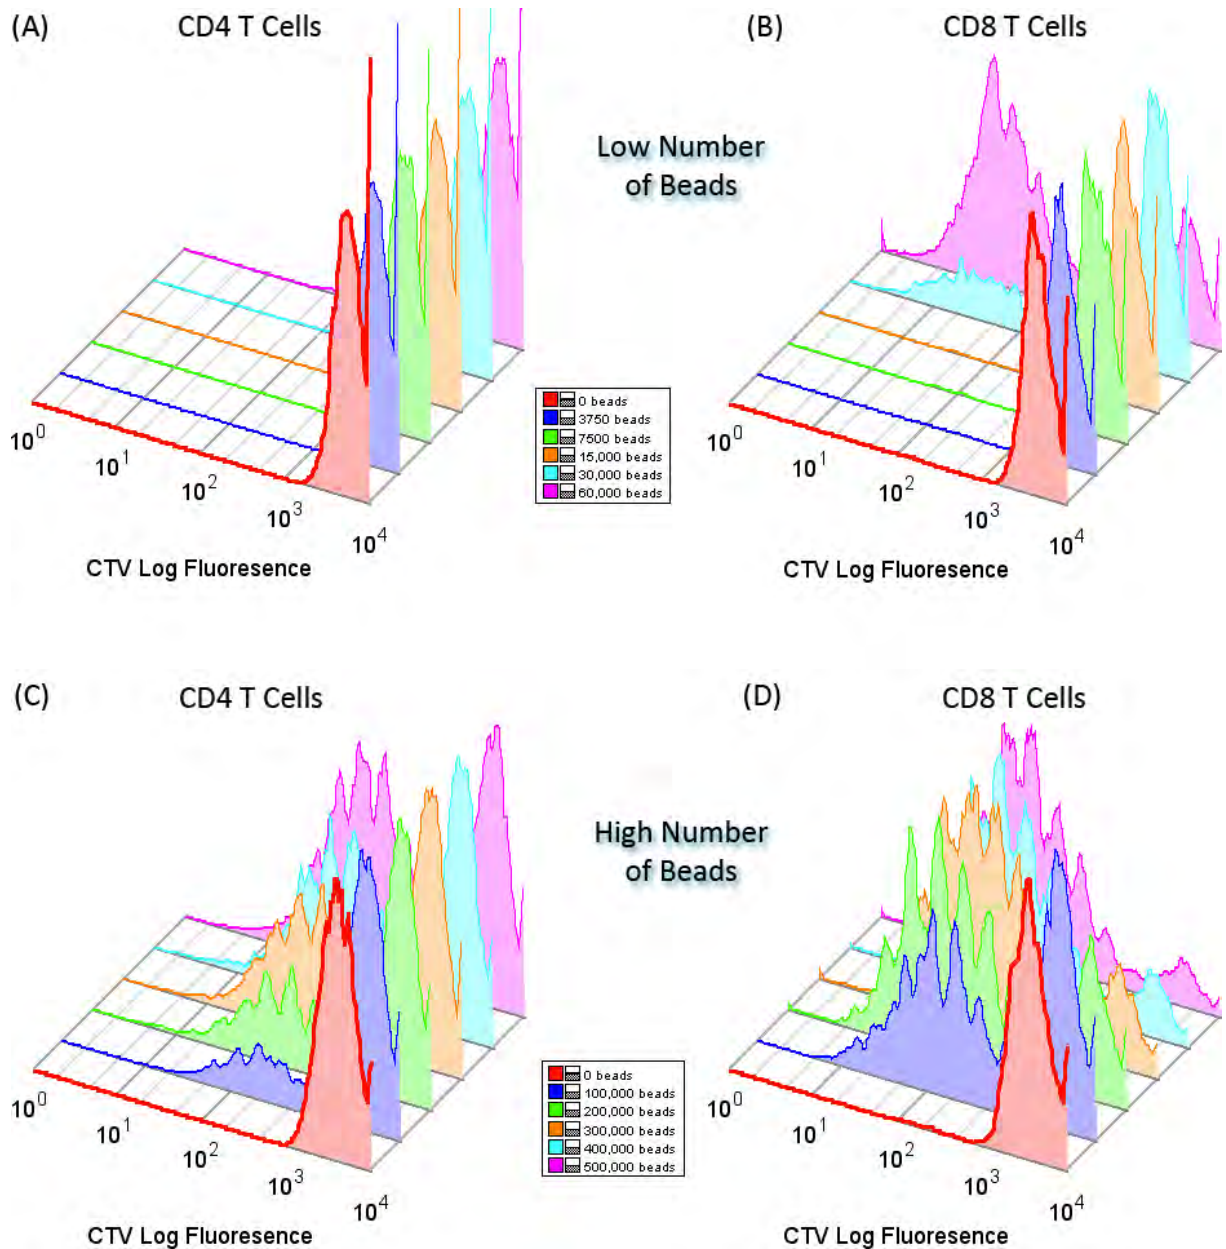 (A)
CD4 T Cells
(B)
CD8 T Cells
Low Number
of Beads
0 beads
3750 beads
7500 beads
15,000 beads
30,000 beads
60,000 beads
10^0
10^1
10^2
10^3
10^4
CTV Log Fluoresence
10^0
10^1
10^2
10^3
10^4
CTV Log Fluoresence
(C)
CD4 T Cells
(D)
CD8 T Cells
High Number
of Beads
0 beads
100,000 beads
200,000 beads
300,000 beads
400,000 beads
500,000 beads
10^0
10^1
10^2
10^3
10^4
CTV Log Fluoresence
10^0
10^1
10^2
10^3
10^4
CTV Log Fluoresence